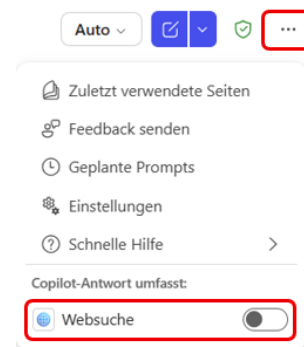 Auto
Zuletzt verwendete Seiten
Feedback senden
Geplante Prompts
Einstellungen
Schnelle Hilfe
Copilot-Antwort umfasst:
Websuche